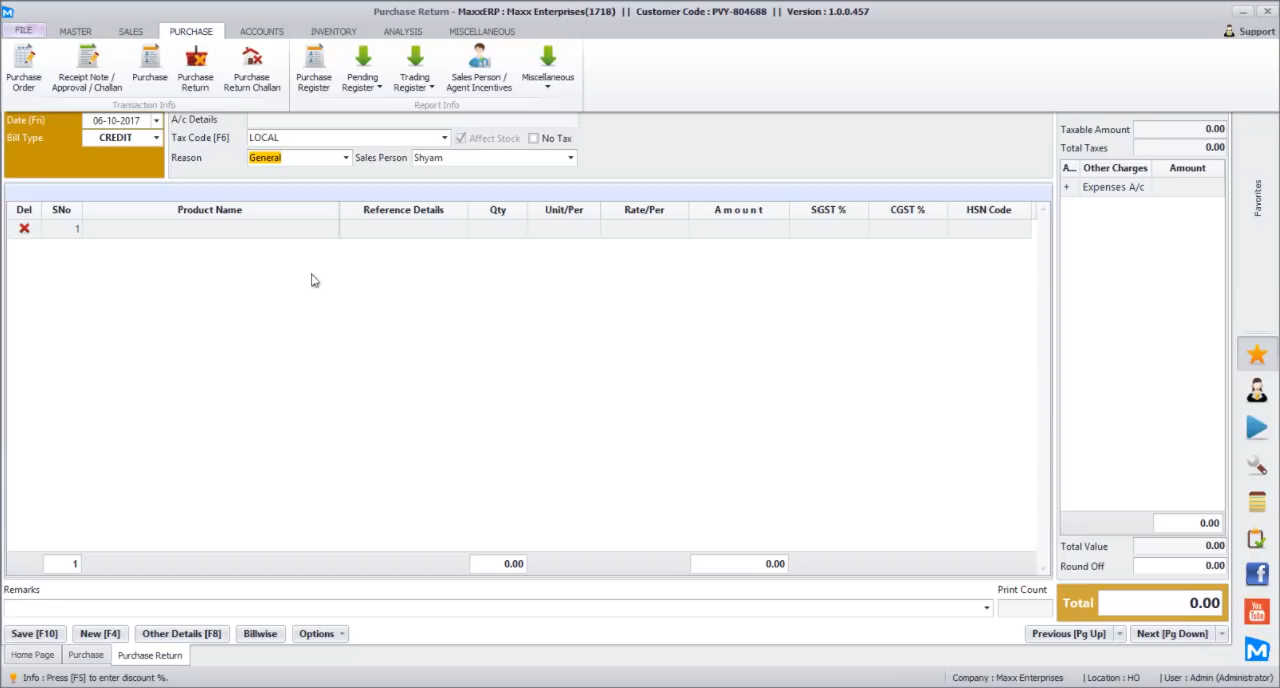 Purchase Return - MaxxERP : Maxx Enterprises(1718) || Customer Code : PVY-804688 || Version : 1.0.0.457
FILE MASTER SALES PURCHASE ACCOUNTS INVENTORY ANALYSIS MISCELLANEOUS Support
Purchase Order
Receipt Note / Approval / Challan
Purchase
Purchase Return
Purchase Return Challan
Purchase Register
Pending Register
Trading Register
Sales Person / Agent Incentives
Miscellaneous
Transaction Info Report Info
Date (Fri) 06-10-2017 A/c Details
Bill Type CREDIT Tax Code [F6] LOCAL Affect Stock No Tax
Reason General Sales Person Shyam
Taxable Amount 0.00
Total Taxes 0.00
A... Other Charges Amount
+ Expenses A/c
Favorites
Del SNo Product Name Reference Details Qty Unit/Per Rate/Per A m o u n t SGST % CGST % HSN Code
1
0.00
Total Value 0.00
Round Off 0.00
1 0.00 0.00
Remarks Print Count
Total 0.00
Save [F10] New [F4] Other Details [F8] Billwise Options Previous [Pg Up] Next [Pg Down]
Home Page Purchase Purchase Return
You Tube
Info : Press [F5] to enter discount %. Company : Maxx Enterprises | Location : HO | User : Admin (Administrator)